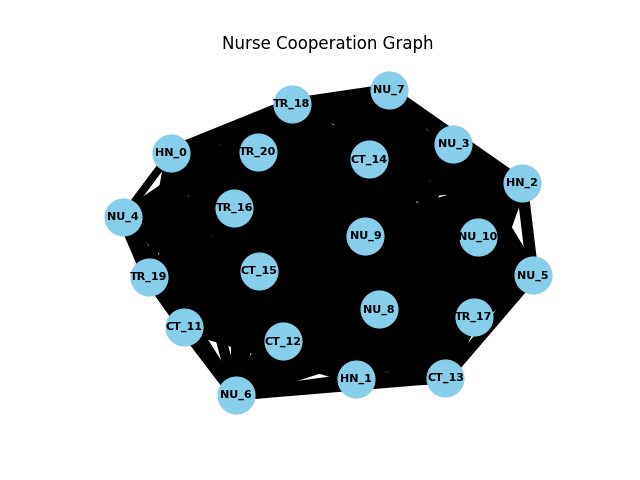 Nurse Cooperation Graph
NU_7
TR_18
NU_3
HN_0
TR_20
CT_14
HN_2
TR_16
NU_4
NU_9
NU_10
CT_15
TR_19
NU_5
NU_8
TR_17
CT_11
CT_12
HN_1
CT_13
NU_6